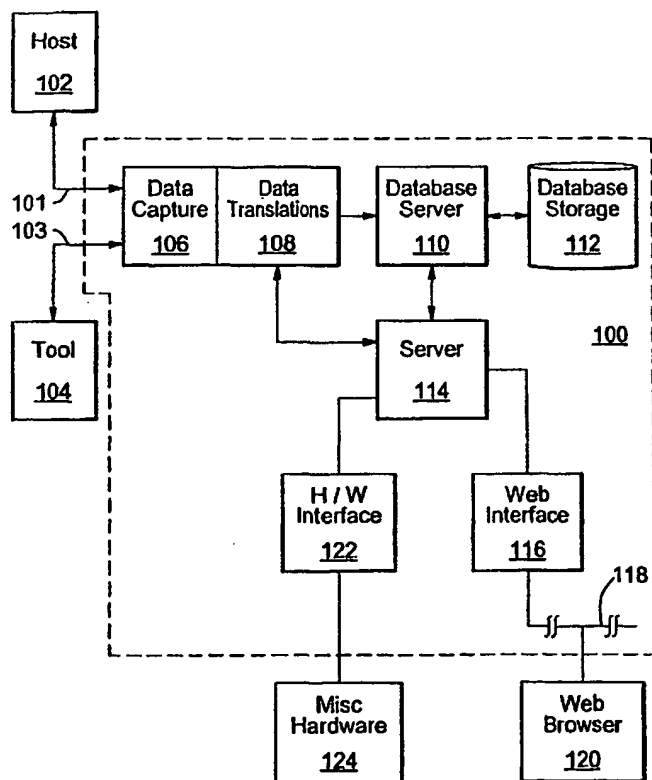 Host
102
101
103
Data
Capture
106
Data
Translations
108
Database
Server
110
Database
Storage
112
Tool
104
Server
114
100
H / W
Interface
122
Web
Interface
116
118
Misc
Hardware
124
Web
Browser
120